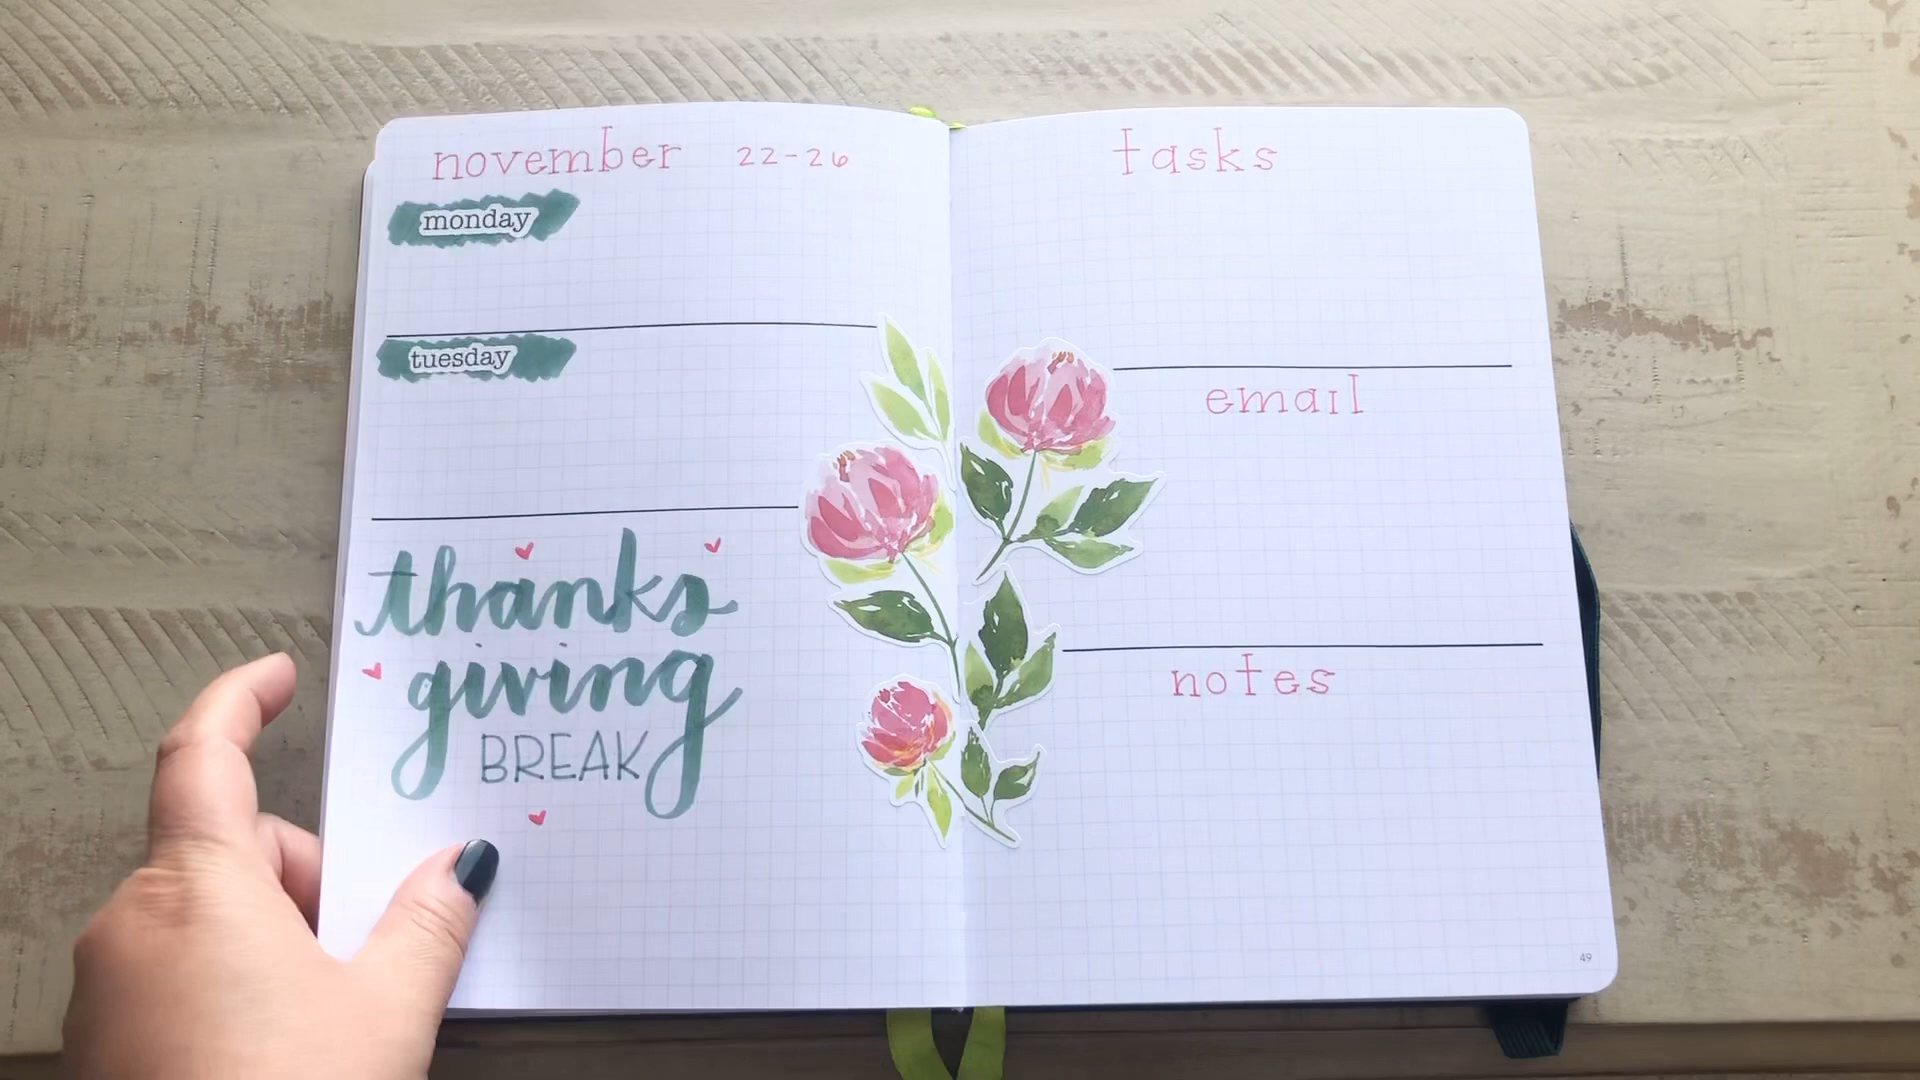 november 22-26
monday
tuesday
thanks
giving
BREAK
tasks
email
notes
49